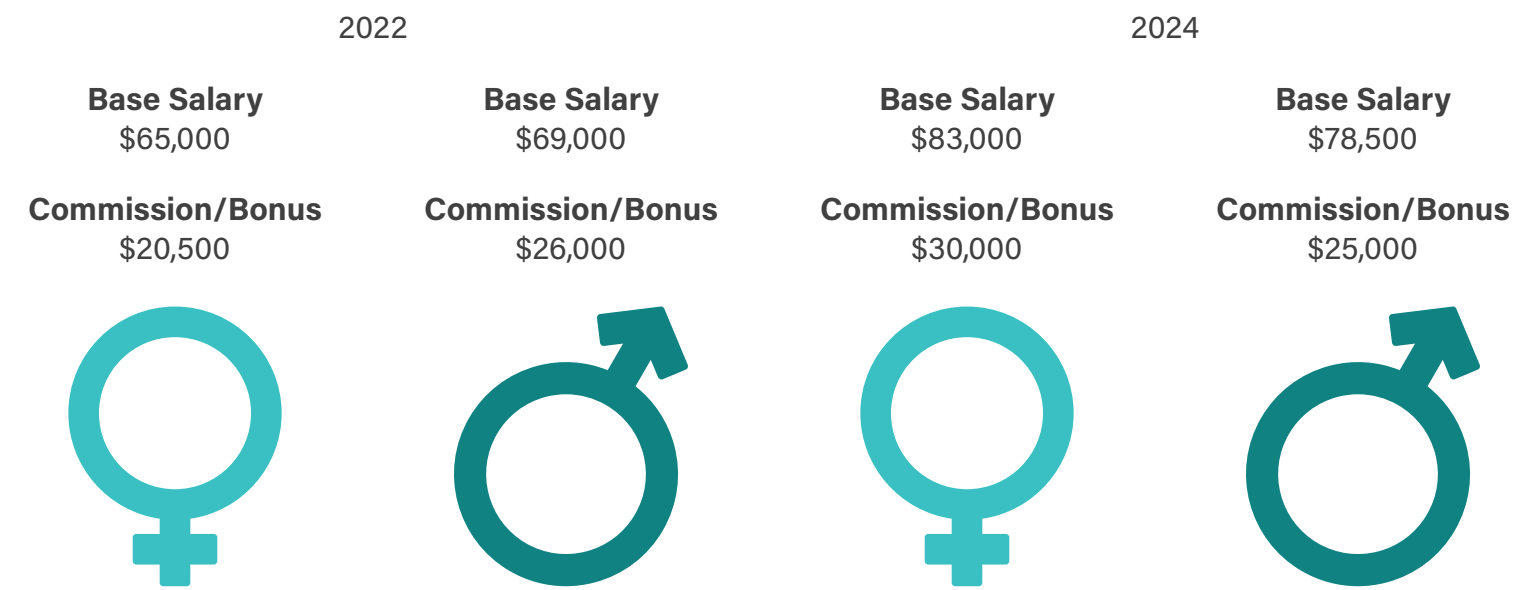 2022
Base Salary
$65,000
Commission/Bonus
$20,500
Base Salary
$69,000
Commission/Bonus
$26,000
2024
Base Salary
$83,000
Commission/Bonus
$30,000
Base Salary
$78,500
Commission/Bonus
$25,000